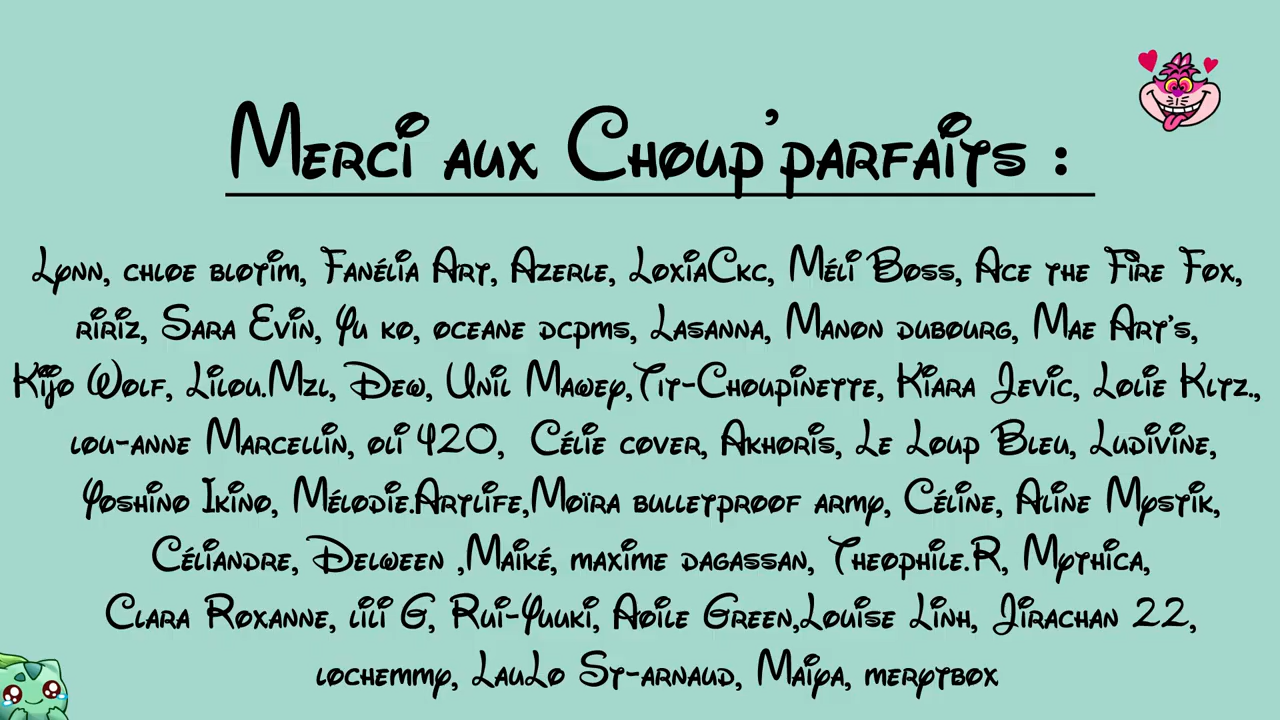 Merci aux Choup'parfaits :
Lynn, chloe blotim, Fanélia Art, Azerle, LoxiaCkc, Méli Boss, Ace the Fire Fox,
ririz, Sara Evin, Yu ko, oceane dcpms, Lasanna, Manon dubourg, Mae Art's,
Kijo Wolf, Lilou.Mzl, Dew, Unil Mawey,Tit-Choupinette, Kiara Jevic, Lolie Kltz.,
lou-anne Marcellin, oli 420, Célie cover, Akhoris, Le Loup Bleu, Ludivine,
Yoshino Ikino, Mélodie.Artlife,Moïra bulletproof army, Céline, Aline Mystik,
Céliandre, Delween ,Maiké, maxime dagassan, Theophile.R, Mythica,
Clara Roxanne, lili G, Rui-Yuuki, Aoile Green,Louise Linh, Jirachan 22,
lochemmy, LauLo St-arnaud, Maiya, merytbox